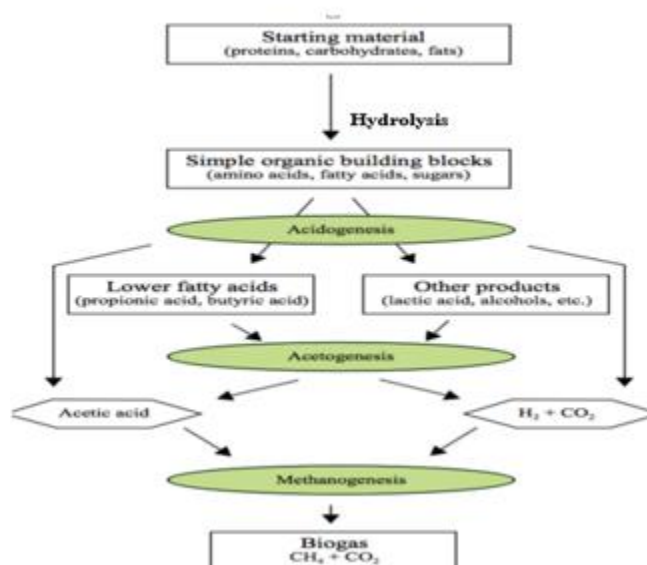 Starting material
(proteins, carbohydrates, fats)
Hydrolysis
Simple organic building blocks
(amino acids, fatty acids, sugars)
Acidogenesis
Lower fatty acids
(propionic acid, butyric acid)
Other products
(lactic acid, alcohols, etc.)
Acetogenesis
Acetic acid
H₂ + CO₂
Methanogenesis
Biogas
CH₄ + CO₂